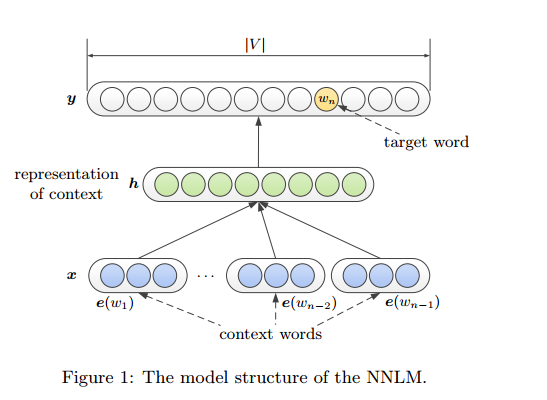 |V|
y
w_n
target word
representation
of context
h
x
...
e(w_1)
e(w_{n−2})
e(w_{n−1})
context words
Figure 1: The model structure of the NNLM.